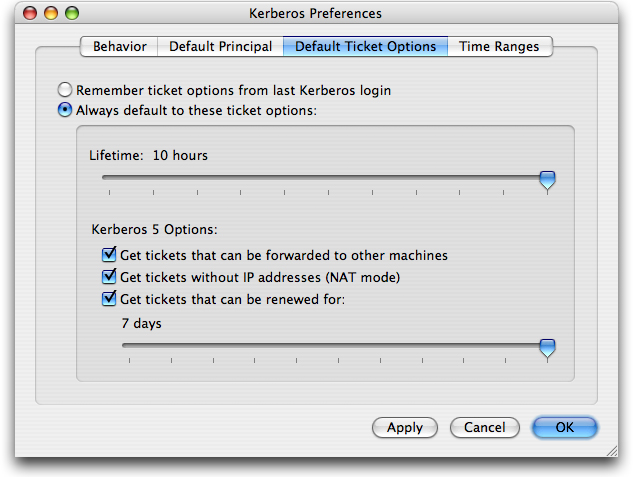 Kerberos Preferences
Behavior Default Principal Default Ticket Options Time Ranges
Remember ticket options from last Kerberos login
Always default to these ticket options:
Lifetime: 10 hours
Kerberos 5 Options:
Get tickets that can be forwarded to other machines
Get tickets without IP addresses (NAT mode)
Get tickets that can be renewed for:
7 days
Apply Cancel OK